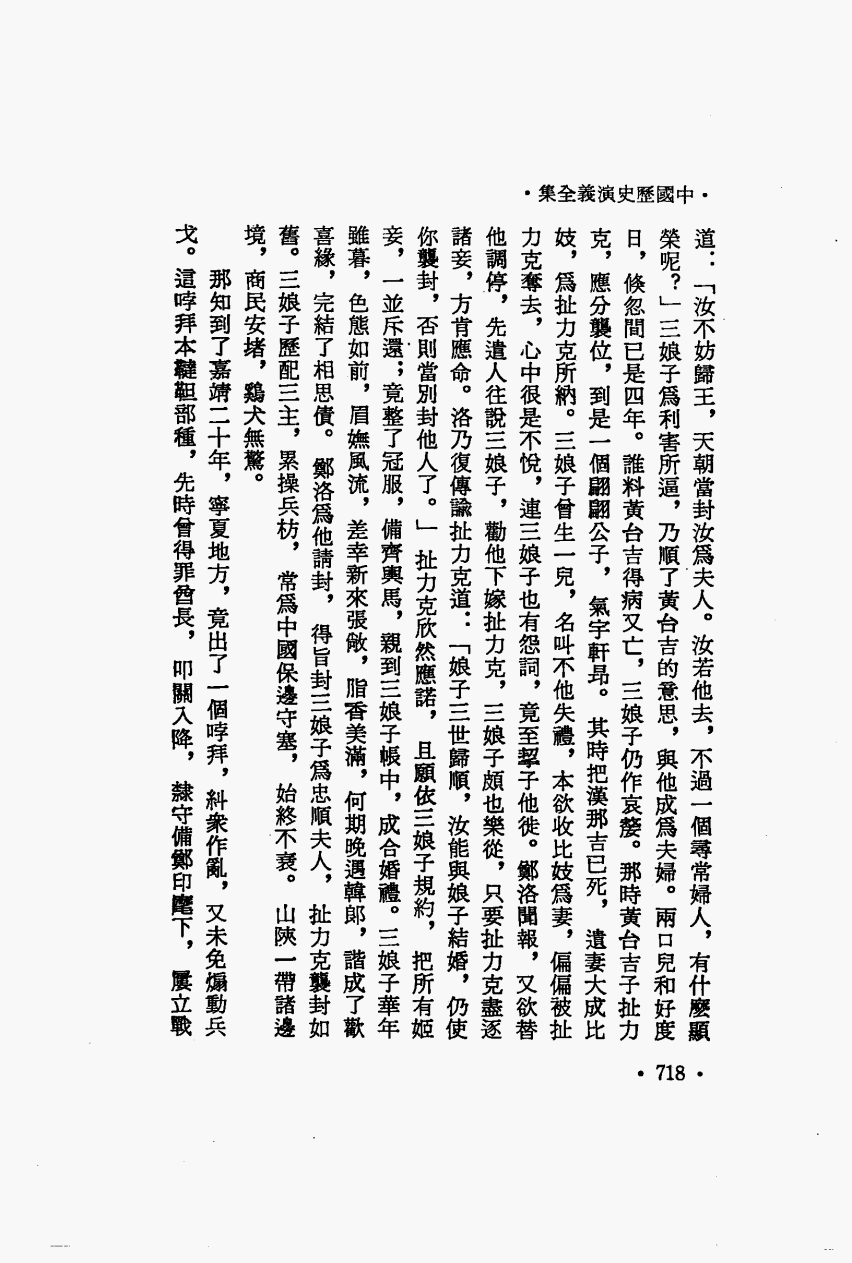 ·中國歷史演義全集·
道：「汝不妨歸王，天朝當封汝爲夫人。汝若他去，不過一個尋常婦人，有什麼顯
榮呢？」三娘子爲利害所逼，乃順了黃台吉的意思，與他成爲夫婦。兩口兒和好度
日，倏忽間已是四年。誰料黃台吉得病又亡，三娘子仍作哀嫠。那時黃台吉子扯力
克，應分襲位，到是一個翩翩公子，氣宇軒昂。其時把漢那吉已死，遺妻大成比
妓，爲扯力克所納。三娘子曾生一兒，名叫不他失禮，本欲收比妓爲妻，偏偏被扯
力克奪去，心中很是不悅，連三娘子也有怨詞，竟至挈子他徙。鄭洛聞報，又欲替
他調停，先遣人往說三娘子，勸他下嫁扯力克，三娘子頗也樂從，只要扯力克盡逐
諸妾，方肯應命。洛乃復傳諭扯力克道：「娘子三世歸順，汝能與娘子結婚，仍使
你襲封，否則當別封他人了。」扯力克欣然應諾，且願依三娘子規約，把所有姬
妾，一並斥還；竟整了冠服，備齊輿馬，親到三娘子帳中，成合婚禮。三娘子華年
雖暮，色態如前，眉嫵風流，差幸新來張敞，脂香美滿，何期晚遇韓郎，諧成了歡
喜緣，完結了相思債。鄭洛爲他請封，得旨封三娘子爲忠順夫人，扯力克襲封如
舊。三娘子歷配三主，累操兵枋，常爲中國保邊守塞，始終不衰。山陝一帶諸邊
境，商民安堵，鷄犬無驚。
那知到了嘉靖二十年，寧夏地方，竟出了一個哱拜，糾衆作亂，又未免煽動兵
戈。這哱拜本韃靼部種，先時曾得罪酋長，叩關入降，隸守備鄭印麾下，屢立戰
·718·